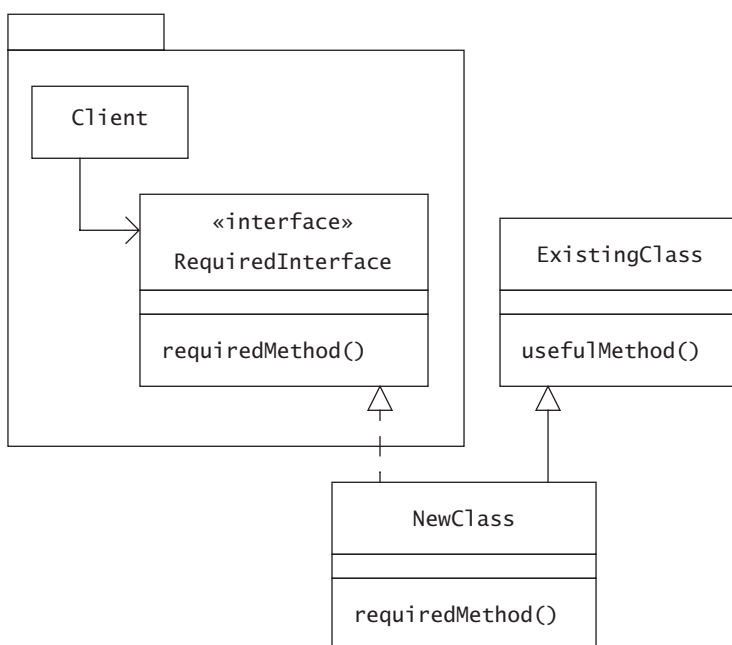 Client
«interface»
RequiredInterface
requiredMethod()
ExistingClass
usefulMethod()
NewClass
requiredMethod()